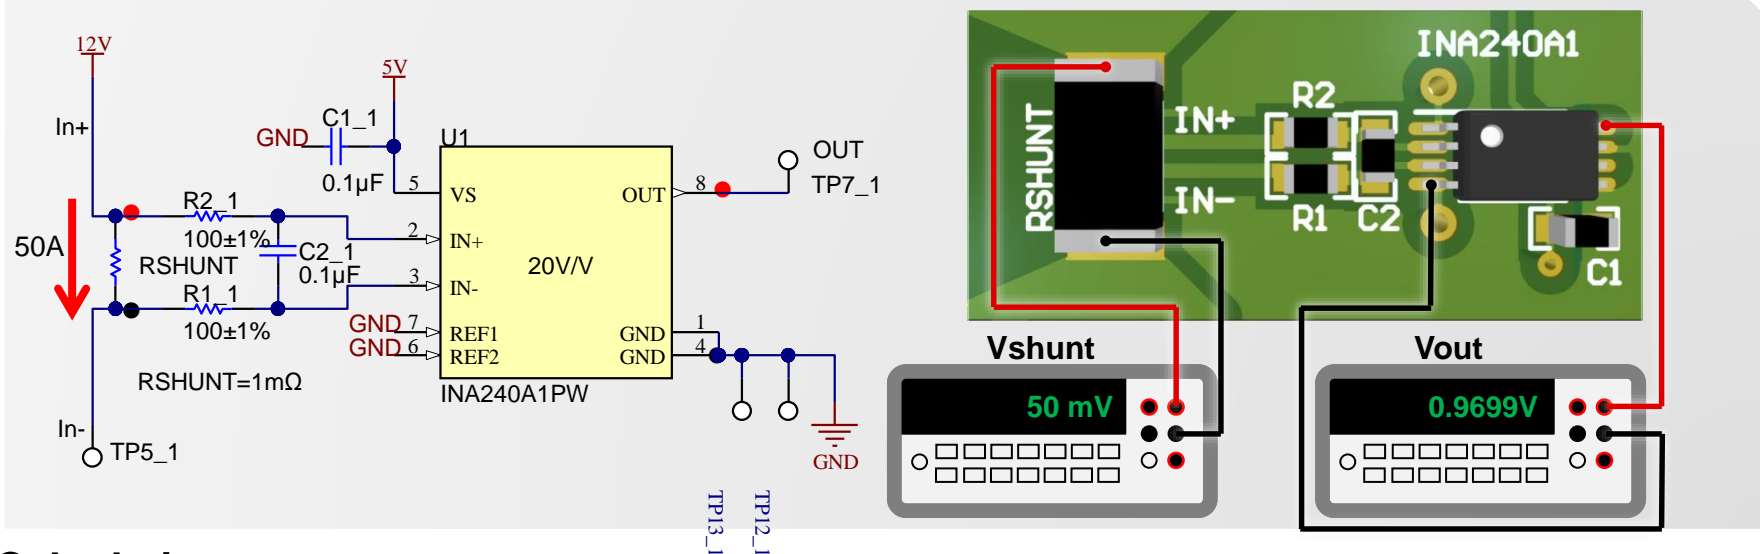 12V
5V
In+
C1_1
GND
0.1µF
U1
OUT
TP7_1
5
VS
OUT
8
R2_1
100±1%
2
IN+
50A
RSHUNT
C2_1
0.1µF
20V/V
3
IN-
R1_1
100±1%
GND
7
REF1
GND
1
GND
6
REF2
GND
4
RSHUNT=1mΩ
INA240A1PW
In-
TP5_1
GND
TP13_1
TP12_1
INA240A1
R2
IN+
RSHUNT
IN-
R1
C2
C1
Vshunt
Vout
50 mV
0.9699V